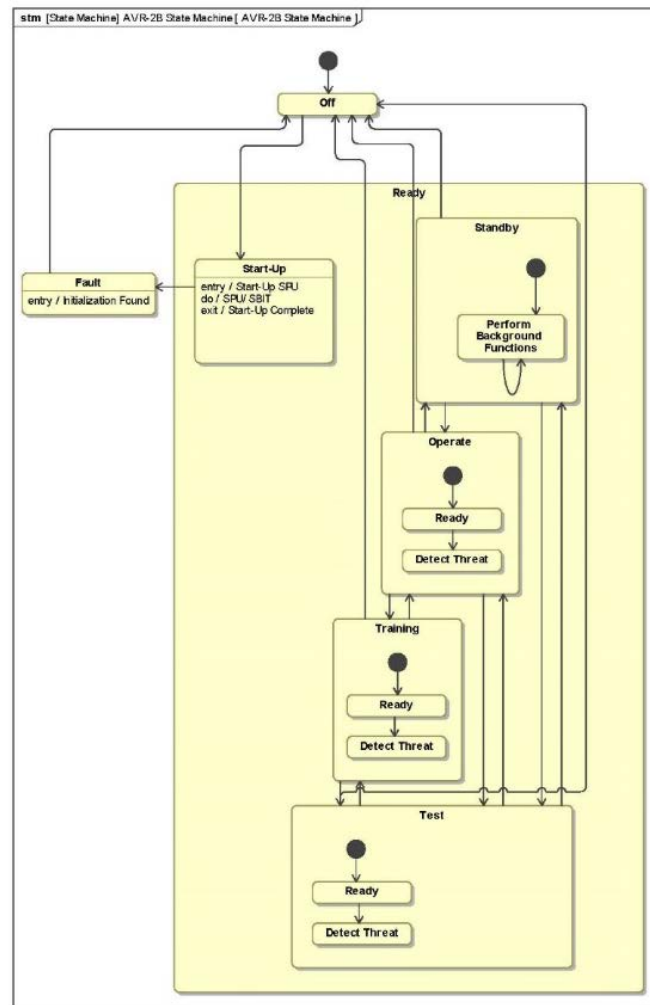 stm [State Machine] AVR-2B State Machine [ AVR-2B State Machine ]
Off
Ready
Standby
Start-Up
entry / Start-Up SPU
do / SPU/ SBIT
exit / Start-Up Complete
Fault
entry / Initialization Found
Perform
Background
Functions
Operate
Ready
Detect Threat
Training
Ready
Detect Threat
Test
Ready
Detect Threat